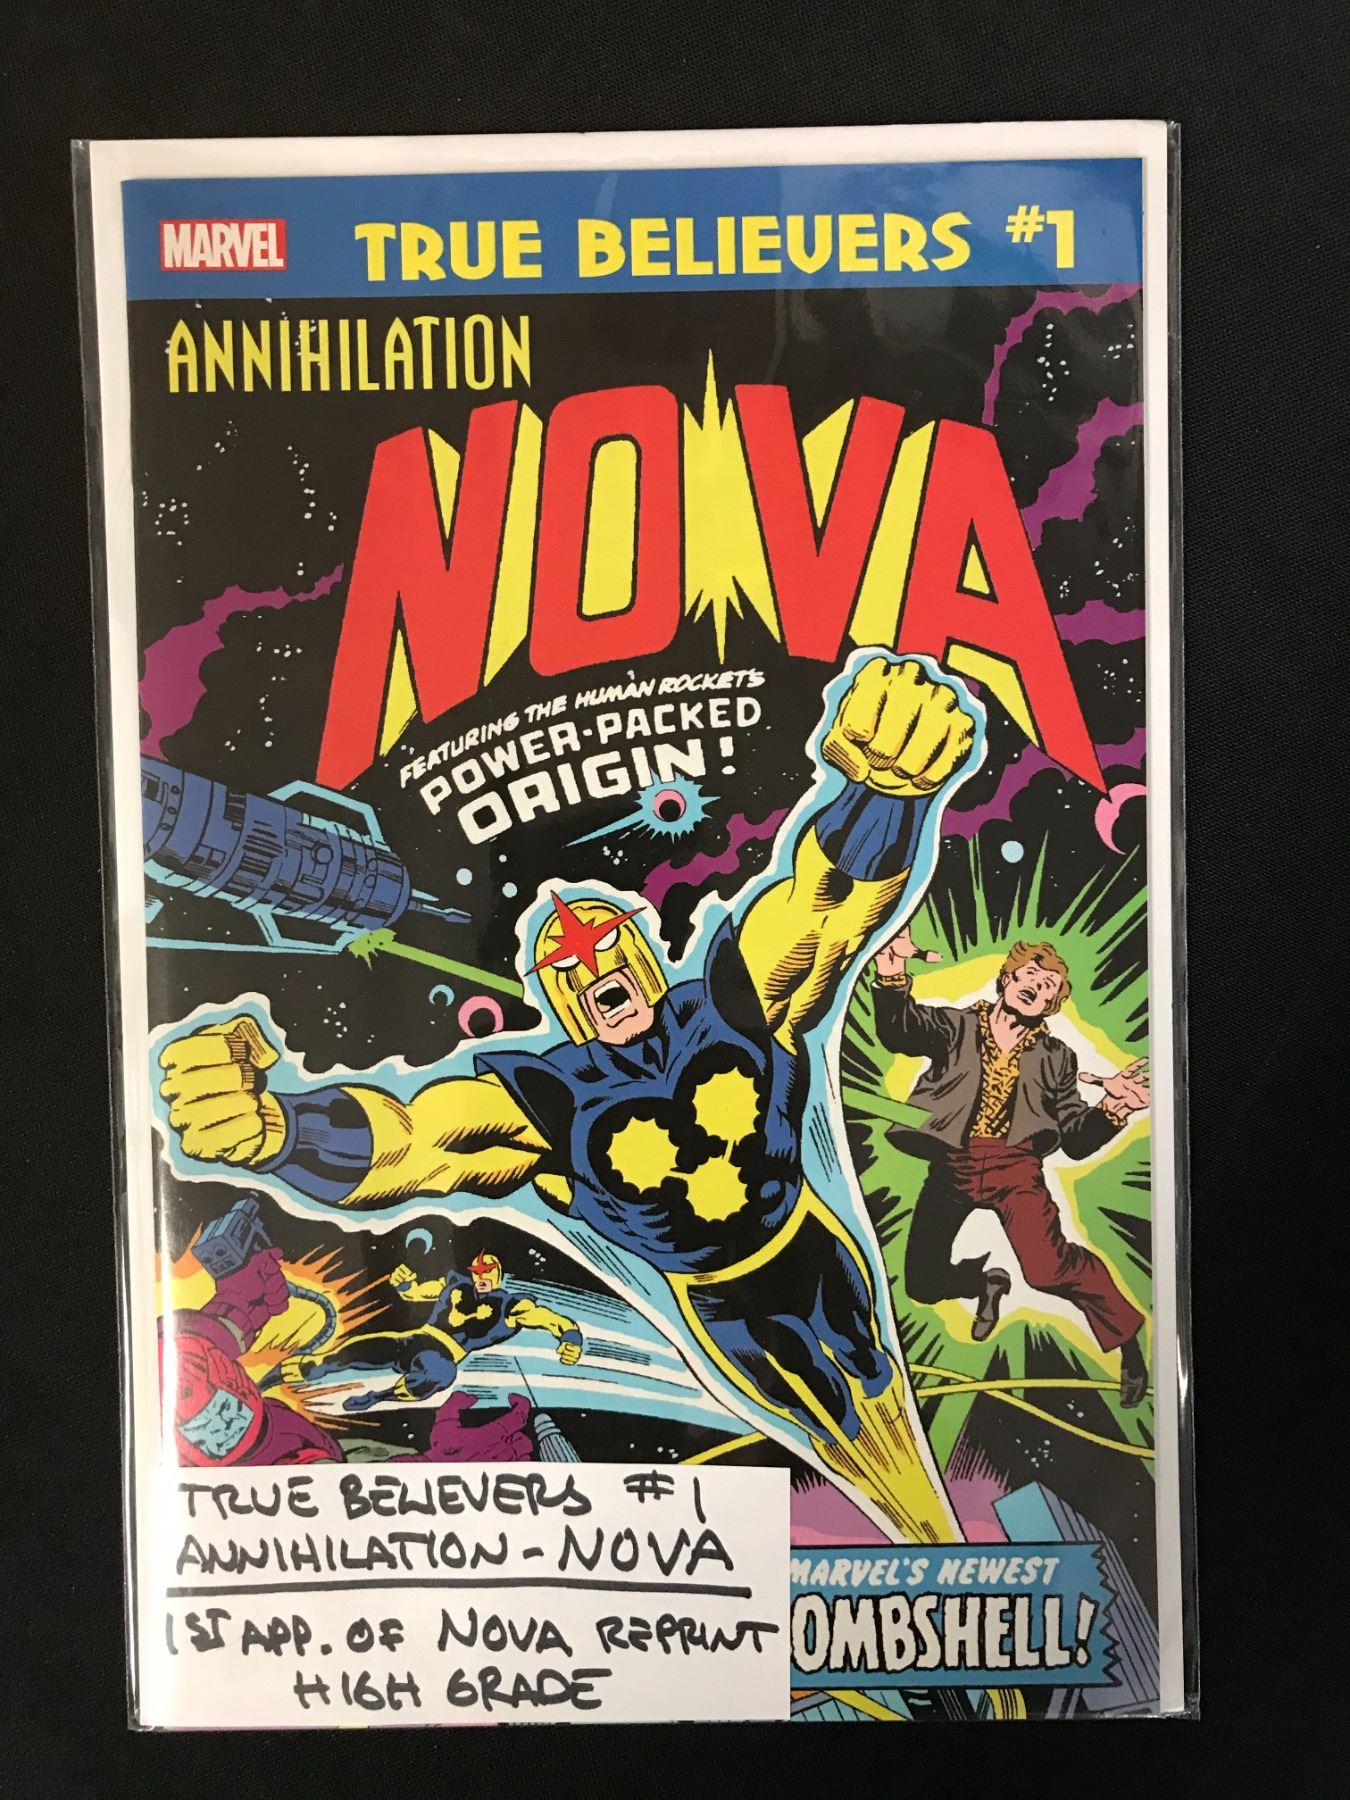 MARVEL
TRUE BELIEVERS #1
ANNIHILATION
NOVA
FEATURING THE HUMAN ROCKET'S
POWER-PACKED
ORIGIN!
TRUE BELIEVERS #1
ANNIHILATION - NOVA
1ST APP. OF NOVA REPRINT
HIGH GRADE
MARVEL'S NEWEST
OMBSHELL!